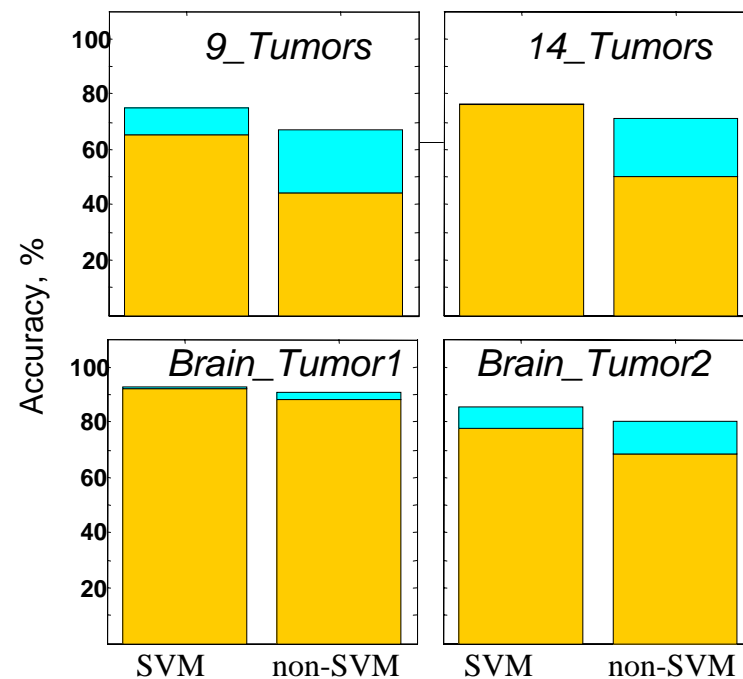 9_Tumors
14_Tumors
100
80
60
40
20
Accuracy, %
Brain_Tumor1
Brain_Tumor2
100
80
60
40
20
SVM
non-SVM
SVM
non-SVM